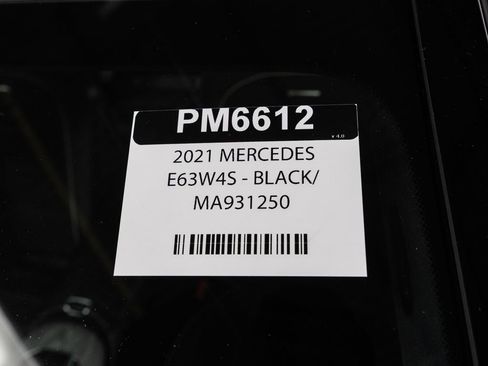 PM6612
v 4.0
2021 MERCEDES
E63W4S - BLACK/
MA931250